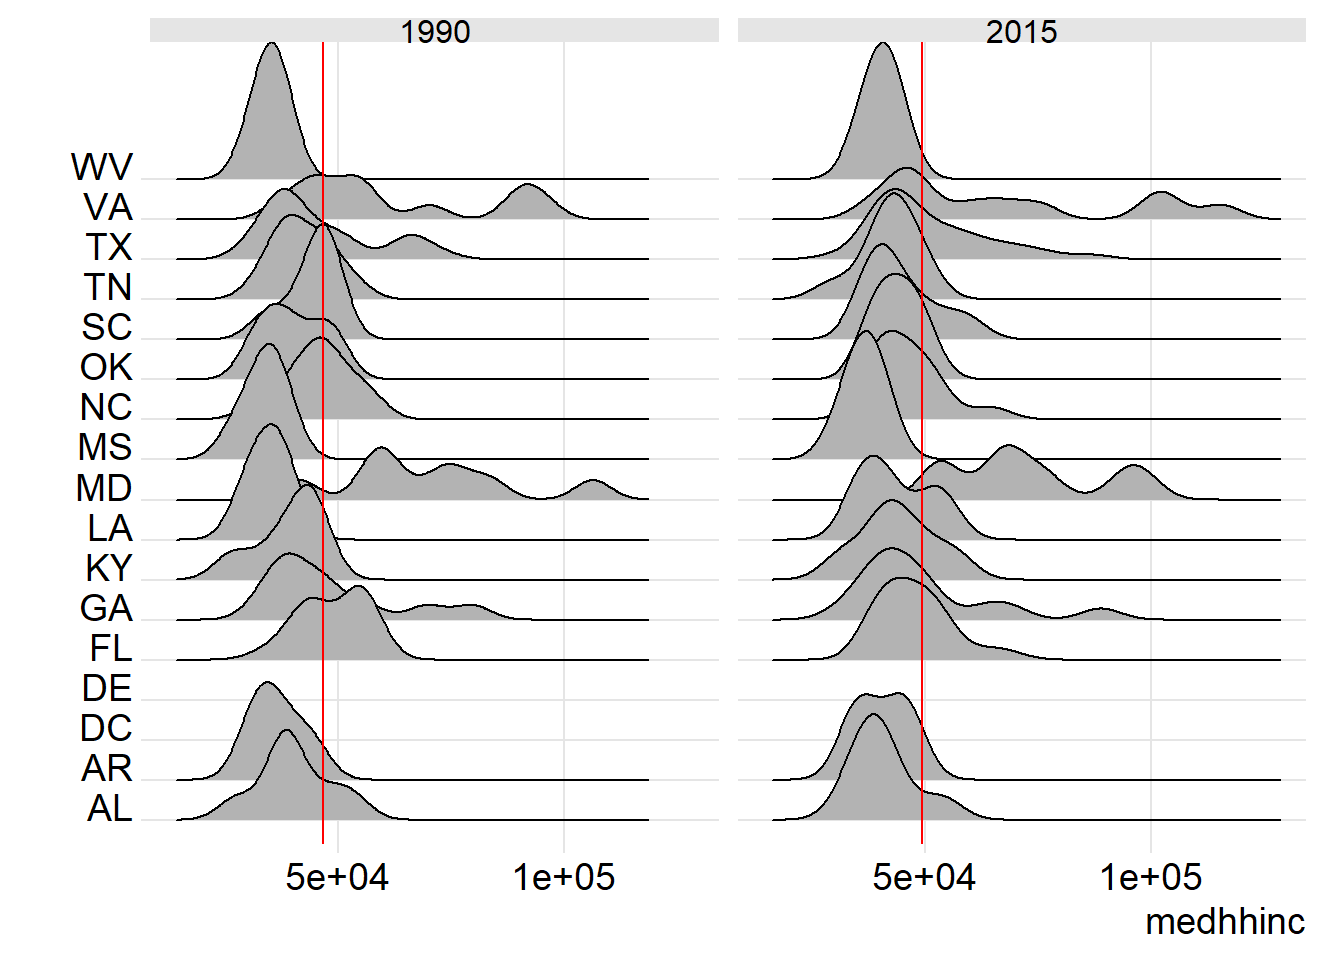 1990 2015
WV
VA
TX
TN
SC
OK
NC
MS
MD
LA
KY
GA
FL
DE
DC
AR
AL
5e+04 1e+05 5e+04 1e+05
medhhinc